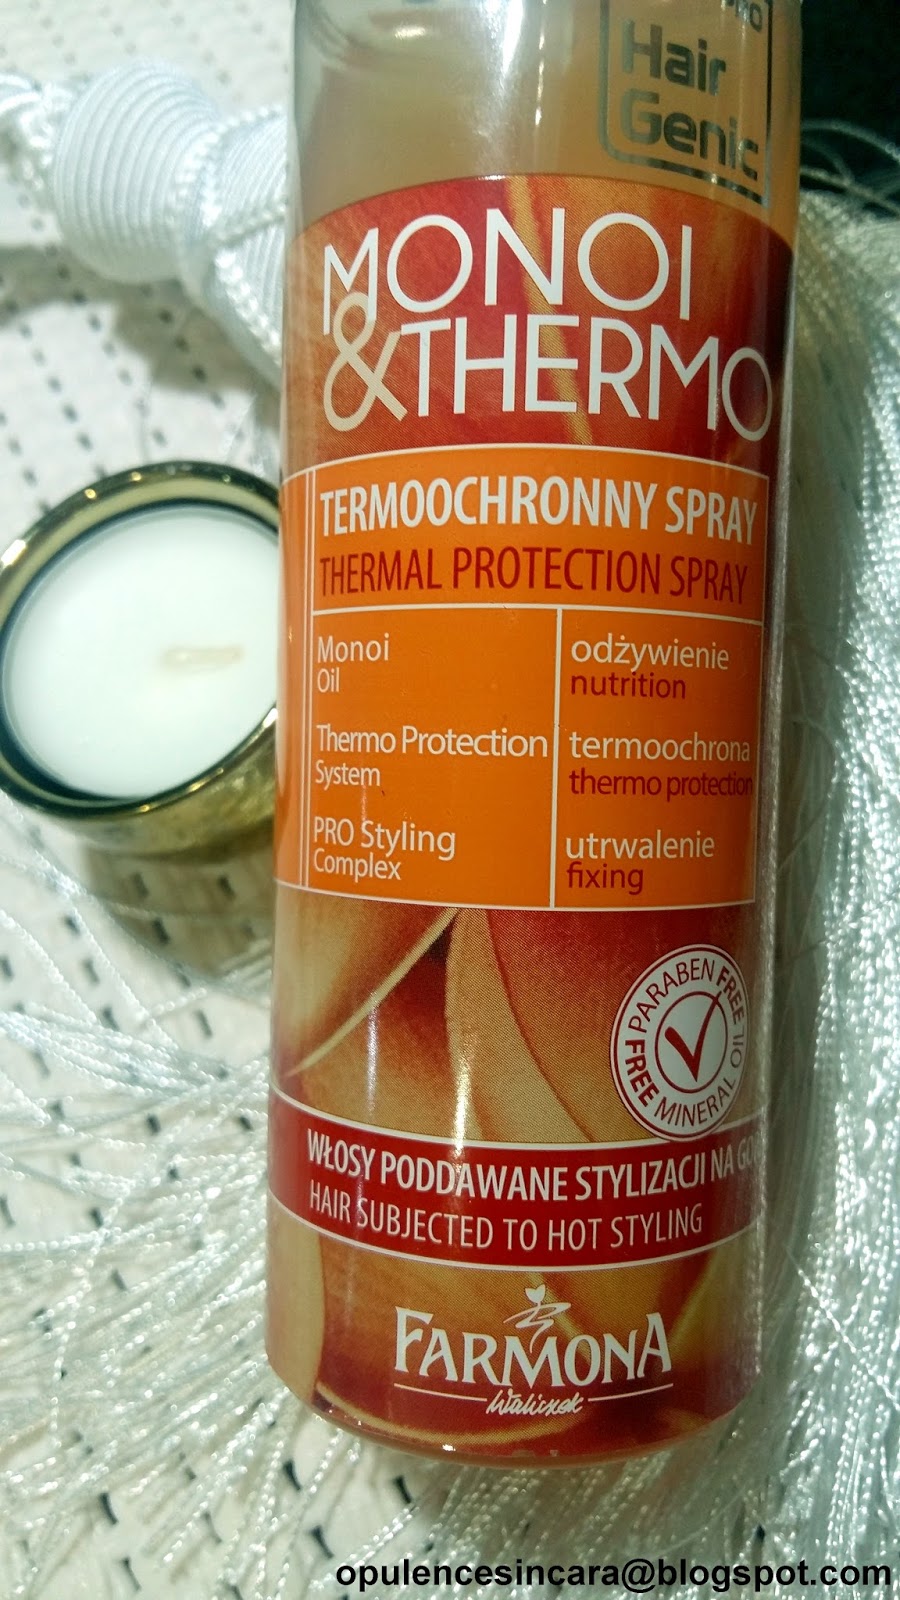 PRO
Hair
Genic
MONOI
&THERMO
TERMOOCHRONNY SPRAY
THERMAL PROTECTION SPRAY
Monoi
Oil
odżywienie
nutrition
Thermo Protection
System
termoochrona
thermo protection
PRO Styling
Complex
utrwalenie
fixing
FREE PARABEN FREE
MINERAL OIL
WŁOSY PODDAWANE STYLIZACJI NA
HAIR SUBJECTED TO HOT STYLING
FARMONA
Waliczek
opulencesincara@blogspot.com